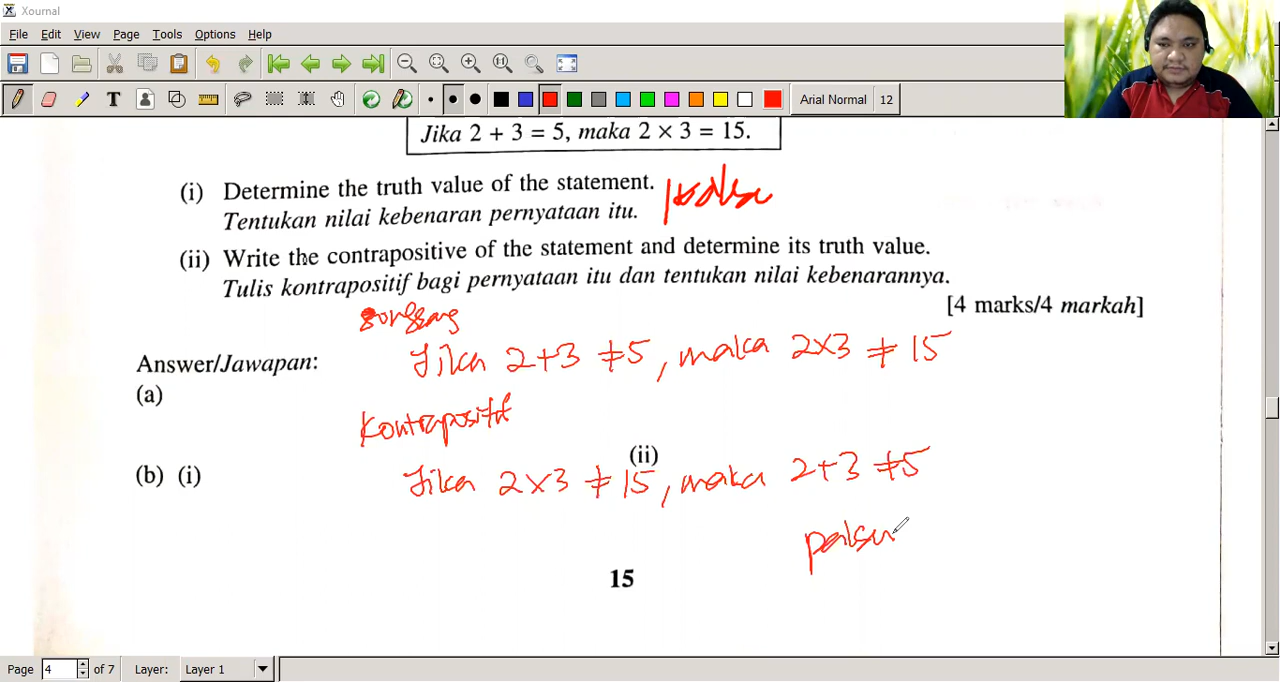 Xournal
File Edit View Page Tools Options Help
Arial Normal 12
Jika 2 + 3 = 5, maka 2 × 3 = 15.
(i) Determine the truth value of the statement. palsu
Tentukan nilai kebenaran pernyataan itu.
(ii) Write the contrapositive of the statement and determine its truth value.
Tulis kontrapositif bagi pernyataan itu dan tentukan nilai kebenarannya.
[4 marks/4 markah]
songsang
Jika 2+3 ≠5, maka 2×3 ≠ 15
Answer/Jawapan:
(a)
Kontrapositif
(ii)
(b) (i)
Jika 2×3 ≠ 15, maka 2+3 ≠5
palsu
15
Page 4 of 7 Layer: Layer 1